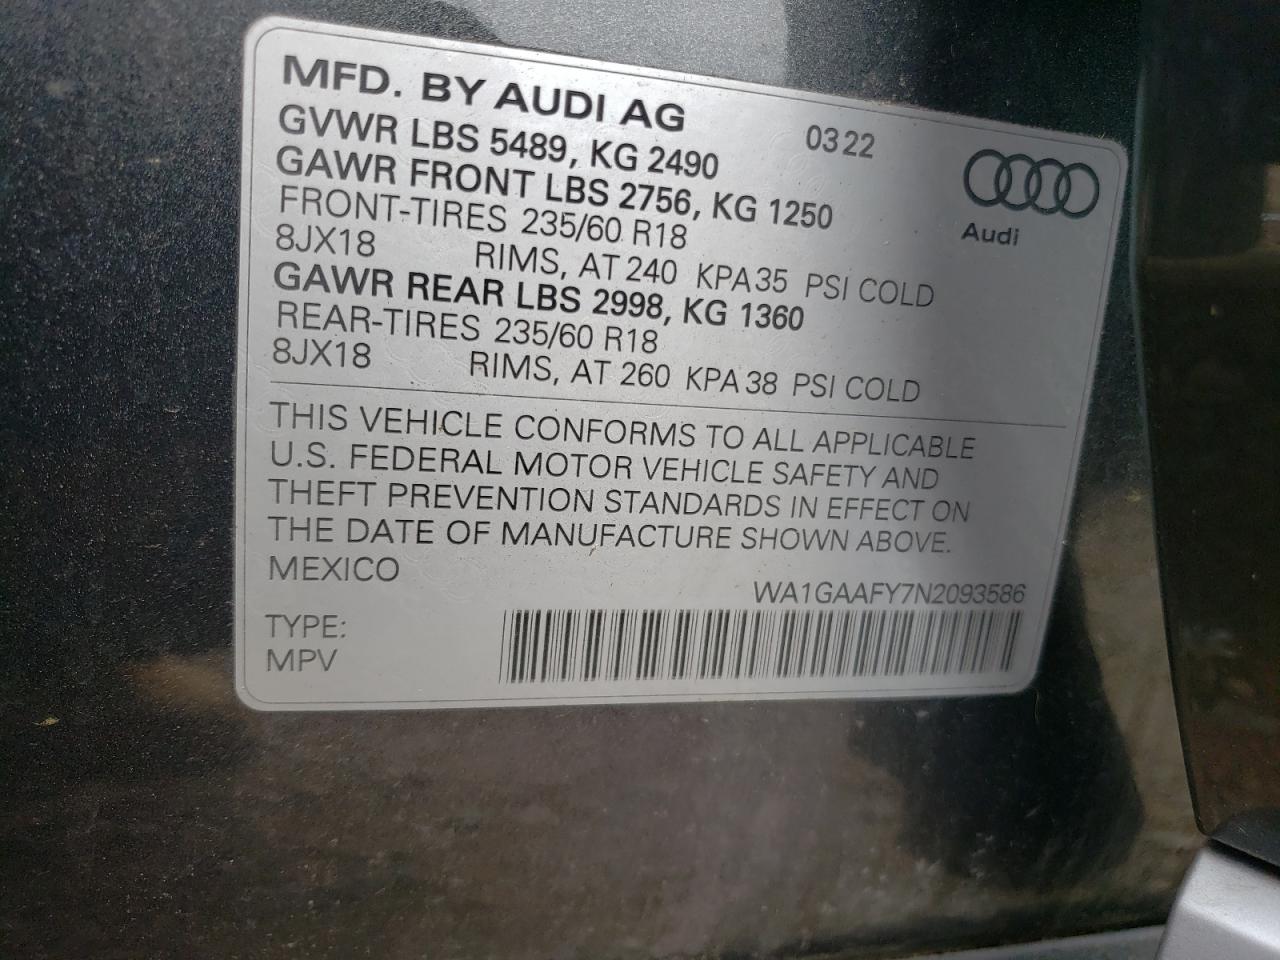 MFD. BY AUDI AG
03 22
GVWR LBS 5489, KG 2490
GAWR FRONT LBS 2756, KG 1250
FRONT-TIRES 235/60 R18
8JX18 RIMS, AT 240 KPA 35 PSI COLD
GAWR REAR LBS 2998, KG 1360
REAR-TIRES 235/60 R18
8JX18 RIMS, AT 260 KPA 38 PSI COLD
Audi
THIS VEHICLE CONFORMS TO ALL APPLICABLE
U.S. FEDERAL MOTOR VEHICLE SAFETY AND
THEFT PREVENTION STANDARDS IN EFFECT ON
THE DATE OF MANUFACTURE SHOWN ABOVE.
MEXICO
WA1GAAFY7N2093586
TYPE:
MPV